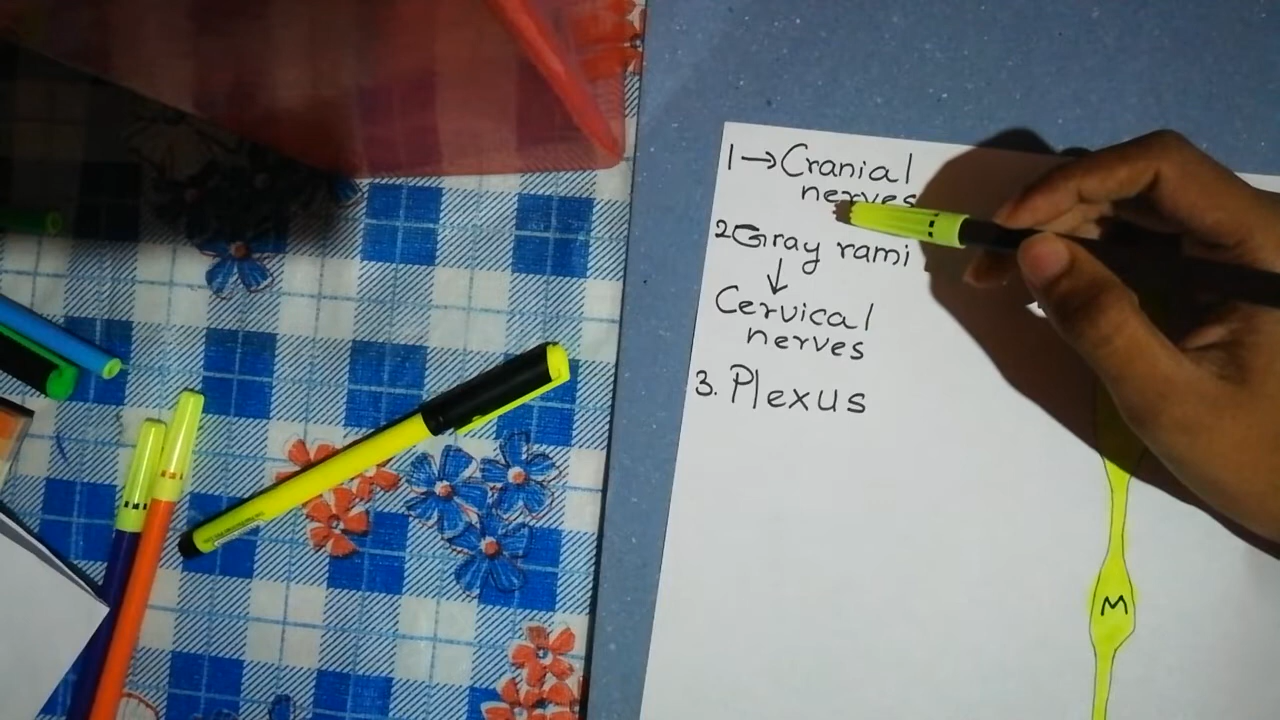 1→Cranial
nerves
2 Gray rami
↓
Cervical
nerves
3. Plexus
M